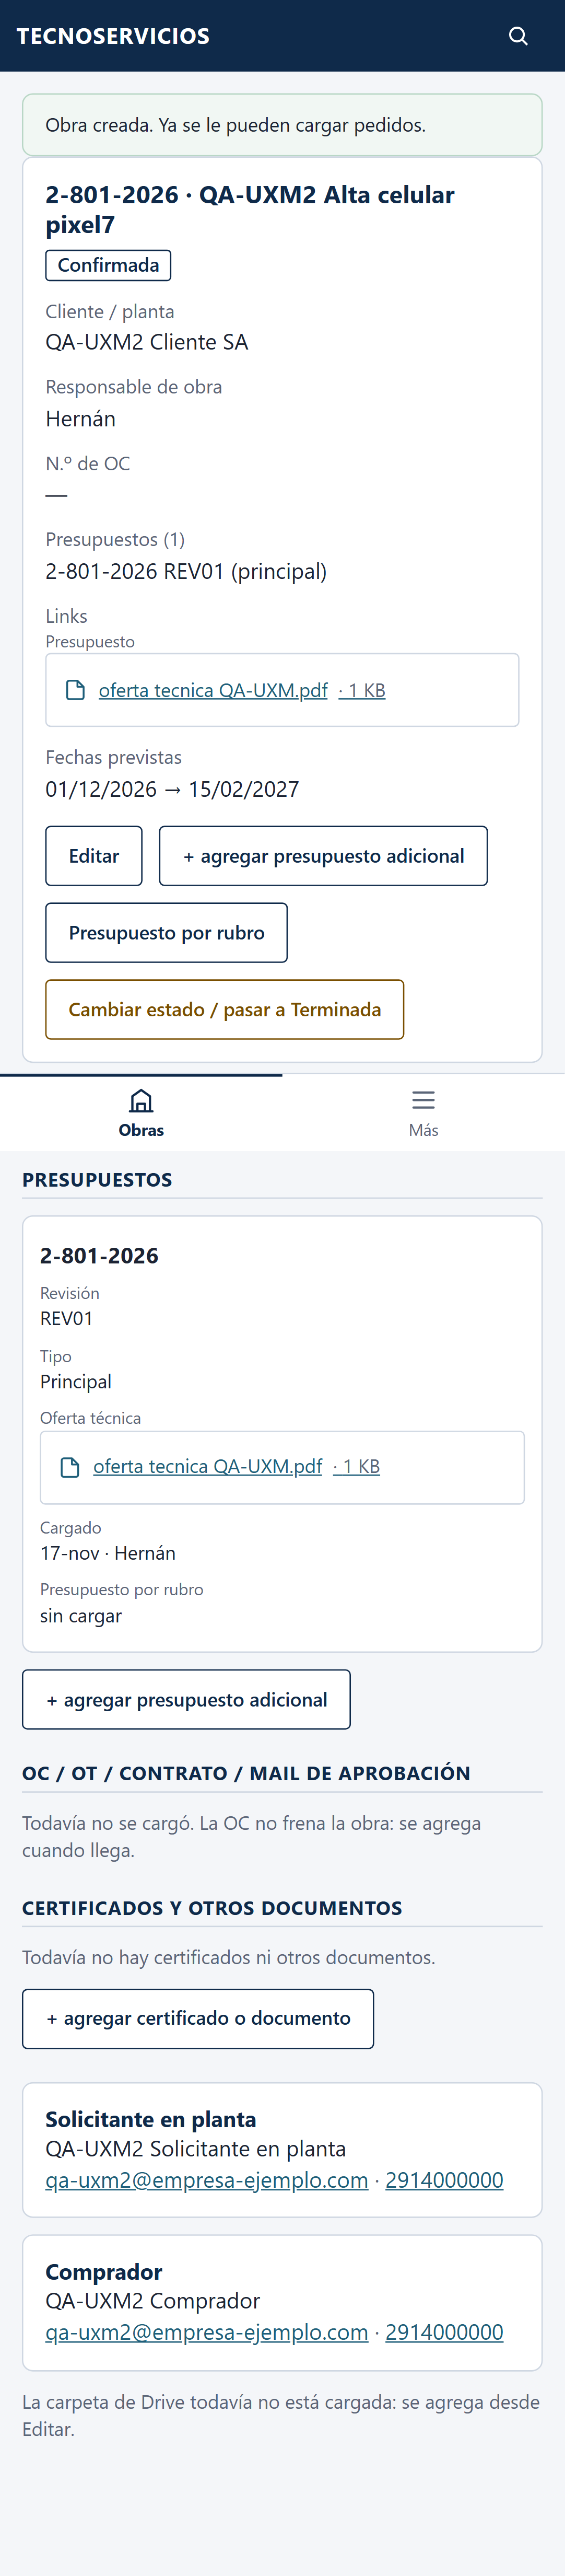 TECNOSERVICIOS
Obra creada. Ya se le pueden cargar pedidos.
2-801-2026 · QA-UXM2 Alta celular
pixel7
Confirmada
Cliente / planta
QA-UXM2 Cliente SA
Responsable de obra
Hernán
N.º de OC
—
Presupuestos (1)
2-801-2026 REV01 (principal)
Links
Presupuesto
oferta tecnica QA-UXM.pdf · 1 KB
Fechas previstas
01/12/2026 → 15/02/2027
Editar
+ agregar presupuesto adicional
Presupuesto por rubro
Cambiar estado / pasar a Terminada
Obras
Más
PRESUPUESTOS
2-801-2026
Revisión
REV01
Tipo
Principal
Oferta técnica
oferta tecnica QA-UXM.pdf · 1 KB
Cargado
17-nov · Hernán
Presupuesto por rubro
sin cargar
+ agregar presupuesto adicional
OC / OT / CONTRATO / MAIL DE APROBACIÓN
Todavía no se cargó. La OC no frena la obra: se agrega
cuando llega.
CERTIFICADOS Y OTROS DOCUMENTOS
Todavía no hay certificados ni otros documentos.
+ agregar certificado o documento
Solicitante en planta
QA-UXM2 Solicitante en planta
qa-uxm2@empresa-ejemplo.com · 2914000000
Comprador
QA-UXM2 Comprador
qa-uxm2@empresa-ejemplo.com · 2914000000
La carpeta de Drive todavía no está cargada: se agrega desde
Editar.